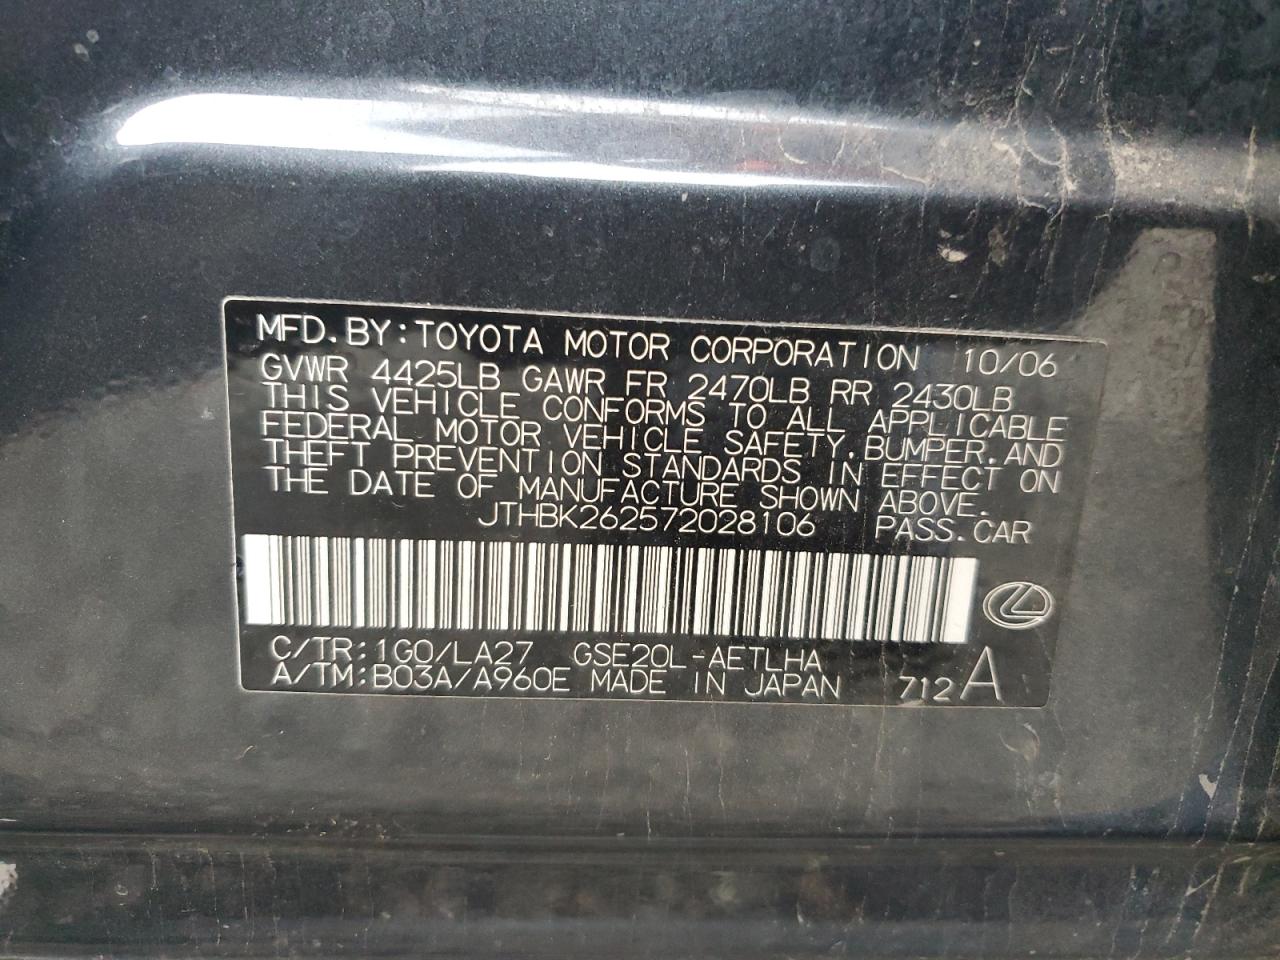 MFD. BY: TOYOTA MOTOR CORPORATION 10/06
GVWR 4425LB GAWR FR 2470LB RR 2430LB
THIS VEHICLE CONFORMS TO ALL APPLICABLE
FEDERAL MOTOR VEHICLE SAFETY, BUMPER, AND
THEFT PREVENTION STANDARDS IN EFFECT ON
THE DATE OF MANUFACTURE SHOWN ABOVE.
JTHBK262572028106 PASS. CAR
C/TR: 1G0/LA27 GSE20L-AETLHA
A/TM: B03A/A960E MADE IN JAPAN 712 A